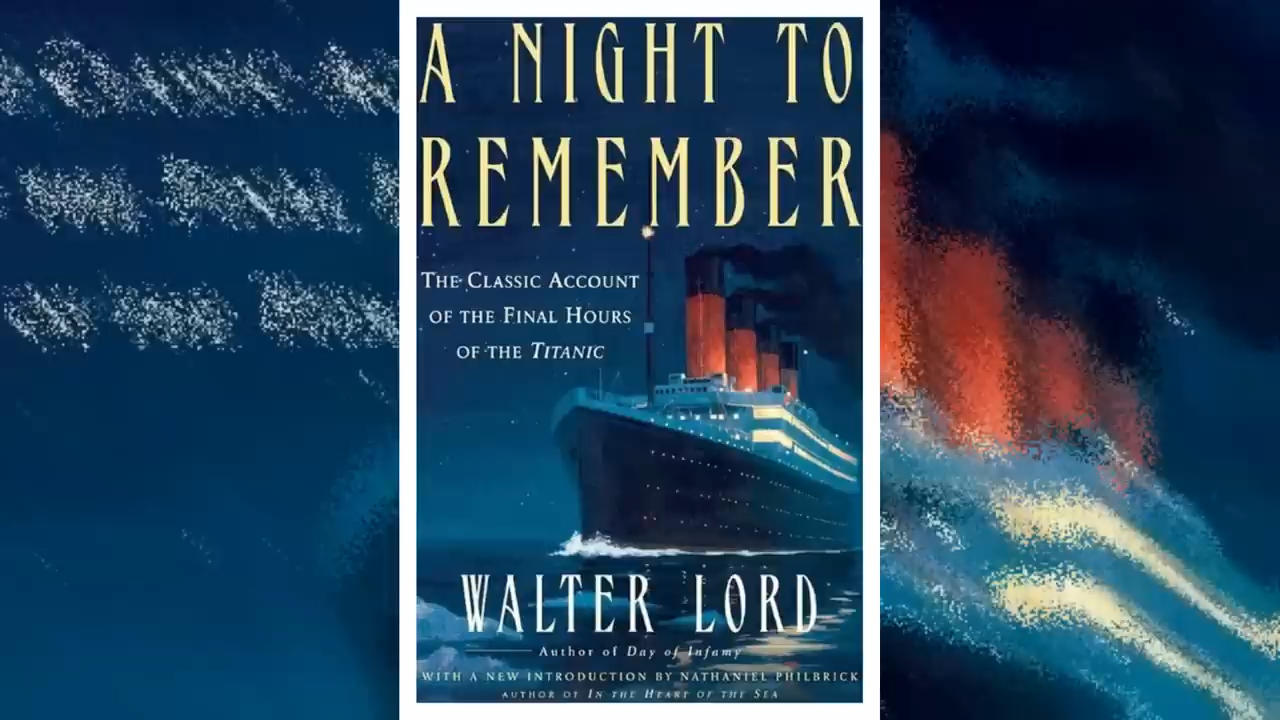 A NIGHT TO
REMEMBER
THE CLASSIC ACCOUNT
OF THE FINAL HOURS
OF THE TITANIC
WALTER LORD
Author of Day of Infamy
WITH A NEW INTRODUCTION BY NATHANIEL PHILBRICK
AUTHOR OF IN THE HEART OF THE SEA